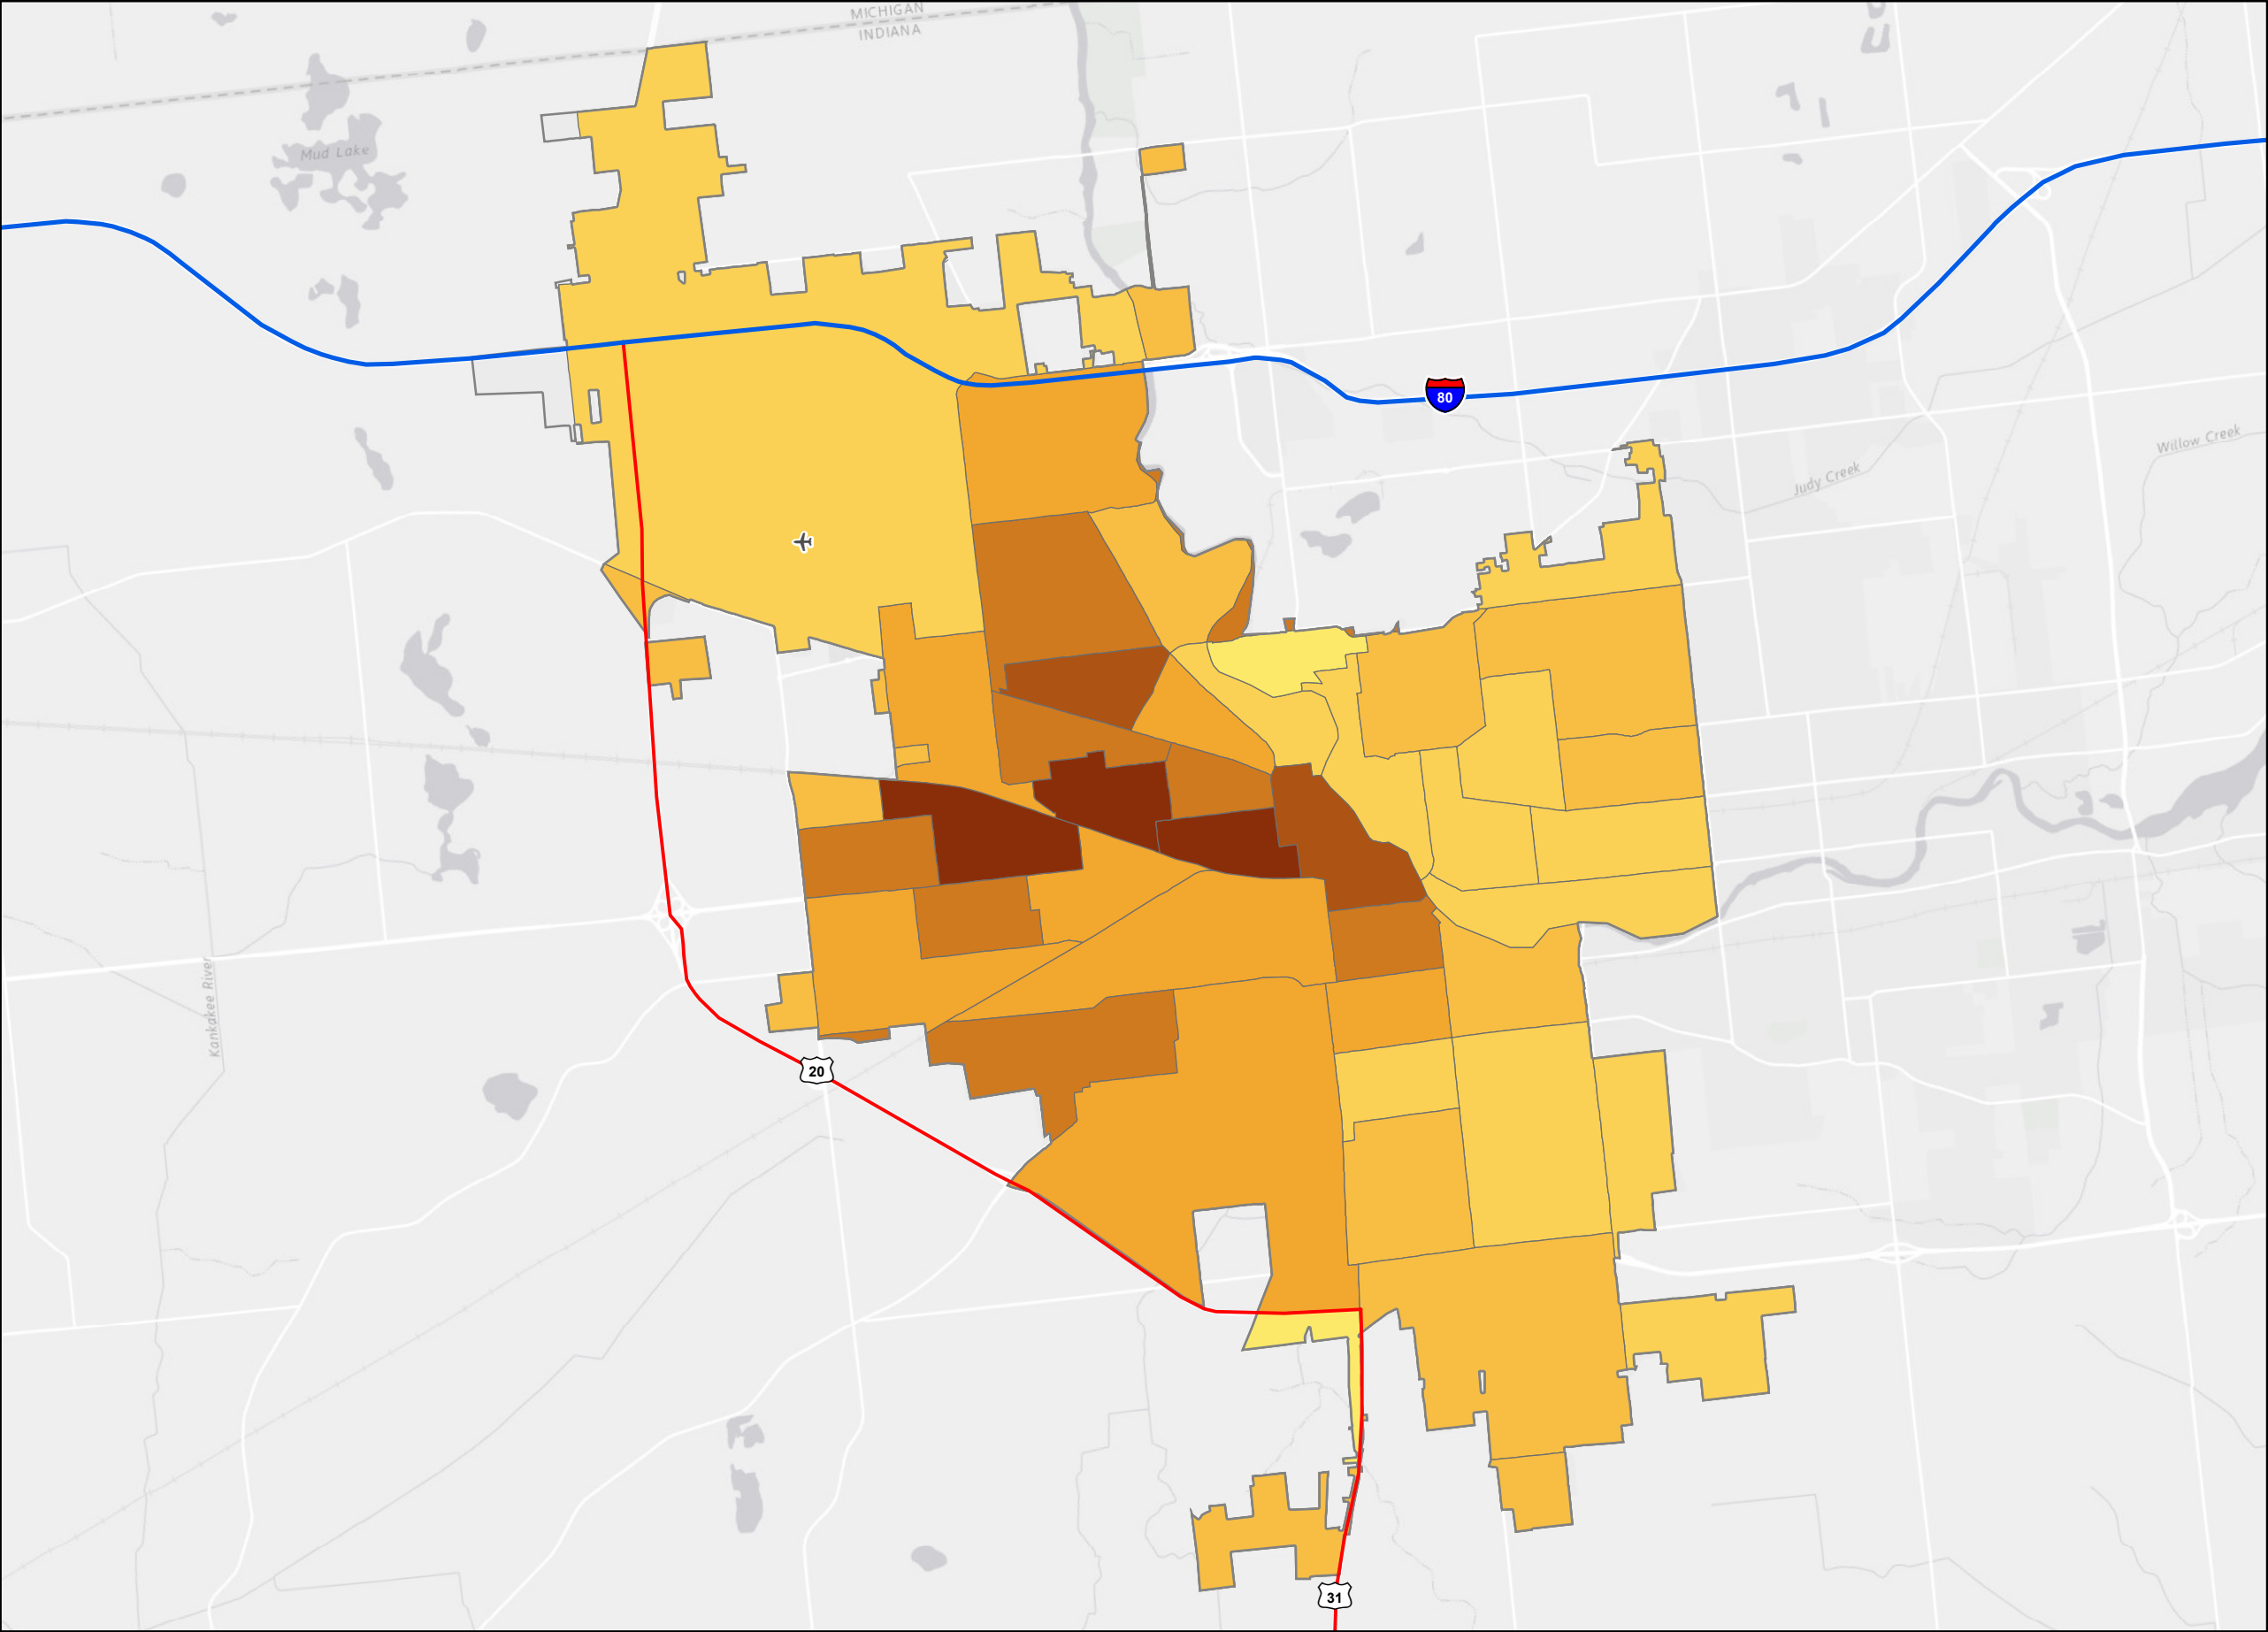 MICHIGAN
INDIANA
Mud Lake
80
Willow Creek
Judy Creek
Kankakee River
20
31